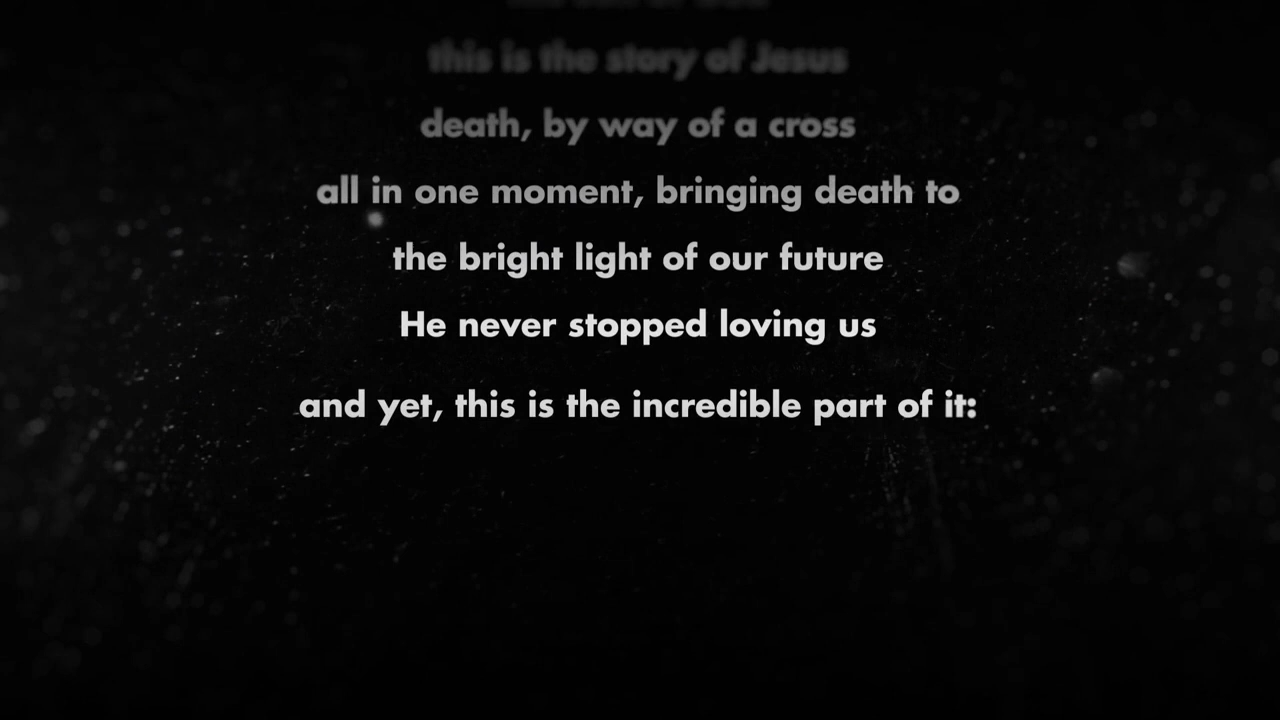 this is the story of Jesus
death, by way of a cross
all in one moment, bringing death to
the bright light of our future
He never stopped loving us
and yet, this is the incredible part of it: